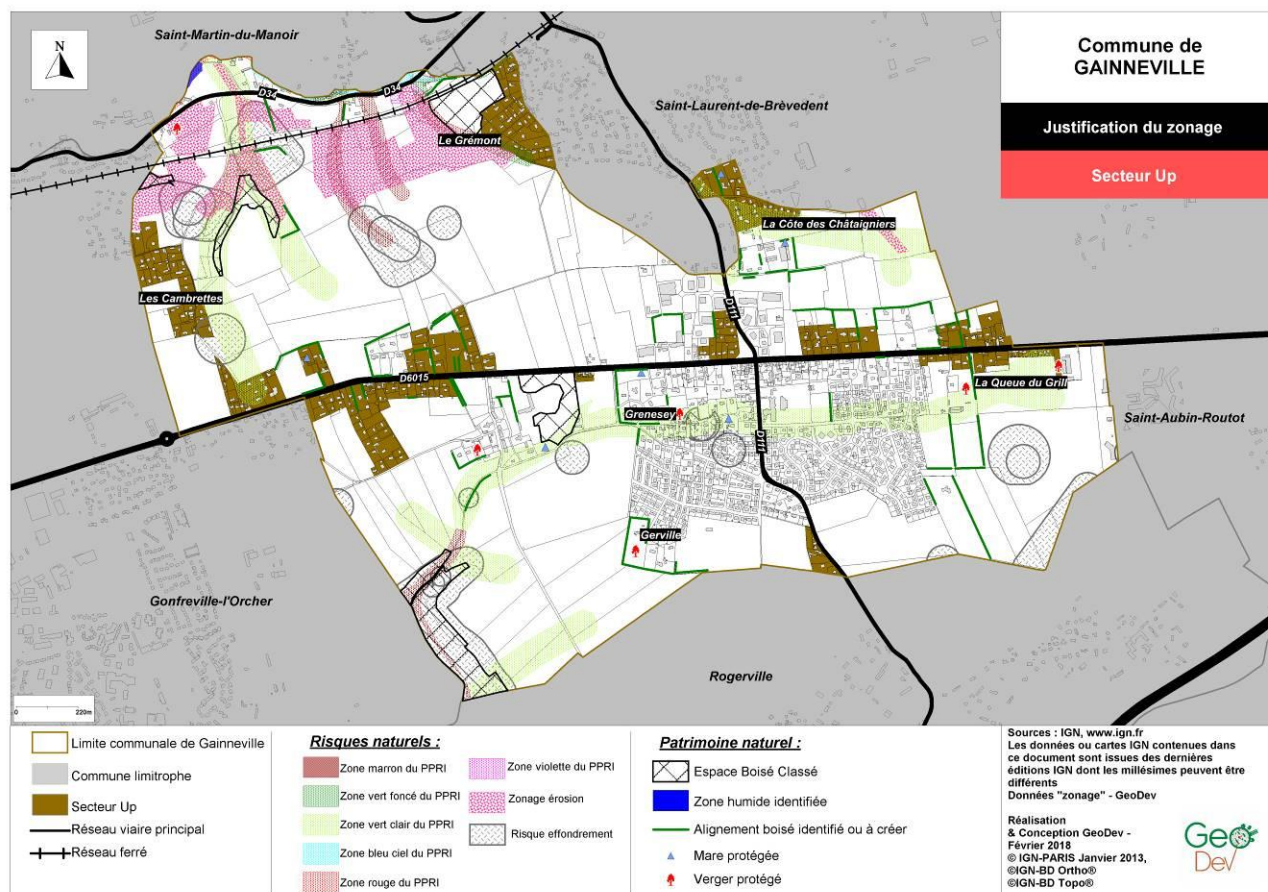 Commune de
GAINNEVILLE
Justification du zonage
Secteur Up
N
Saint-Martin-du-Manoir
D34
D34
Saint-Laurent-de-Brèvedent
Le Grémont
La Côte des Châtaigniers
Les Cambrettes
D111
D6015
La Queue du Grill
Grenesey
Saint-Aubin-Routot
D111
Gerville
Gonfreville-l'Orcher
Rogerville
0 220m
Limite communale de Gainneville
Commune limitrophe
Secteur Up
Réseau viaire principal
Réseau ferré
Risques naturels :
Zone marron du PPRI
Zone vert foncé du PPRI
Zone vert clair du PPRI
Zone bleu ciel du PPRI
Zone rouge du PPRI
Zone violette du PPRI
Zonage érosion
Risque effondrement
Patrimoine naturel :
Espace Boisé Classé
Zone humide identifiée
Alignement boisé identifié ou à créer
Mare protégée
Verger protégé
Sources : IGN, www.ign.fr
Les données ou cartes IGN contenues dans
ce document sont issues des dernières
éditions IGN dont les millésimes peuvent être
différents
Données "zonage" - GeoDev
Réalisation
& Conception GeoDev -
Février 2018
© IGN-PARIS Janvier 2013,
©IGN-BD Ortho®
©IGN-BD Topo®
Geo
Dev